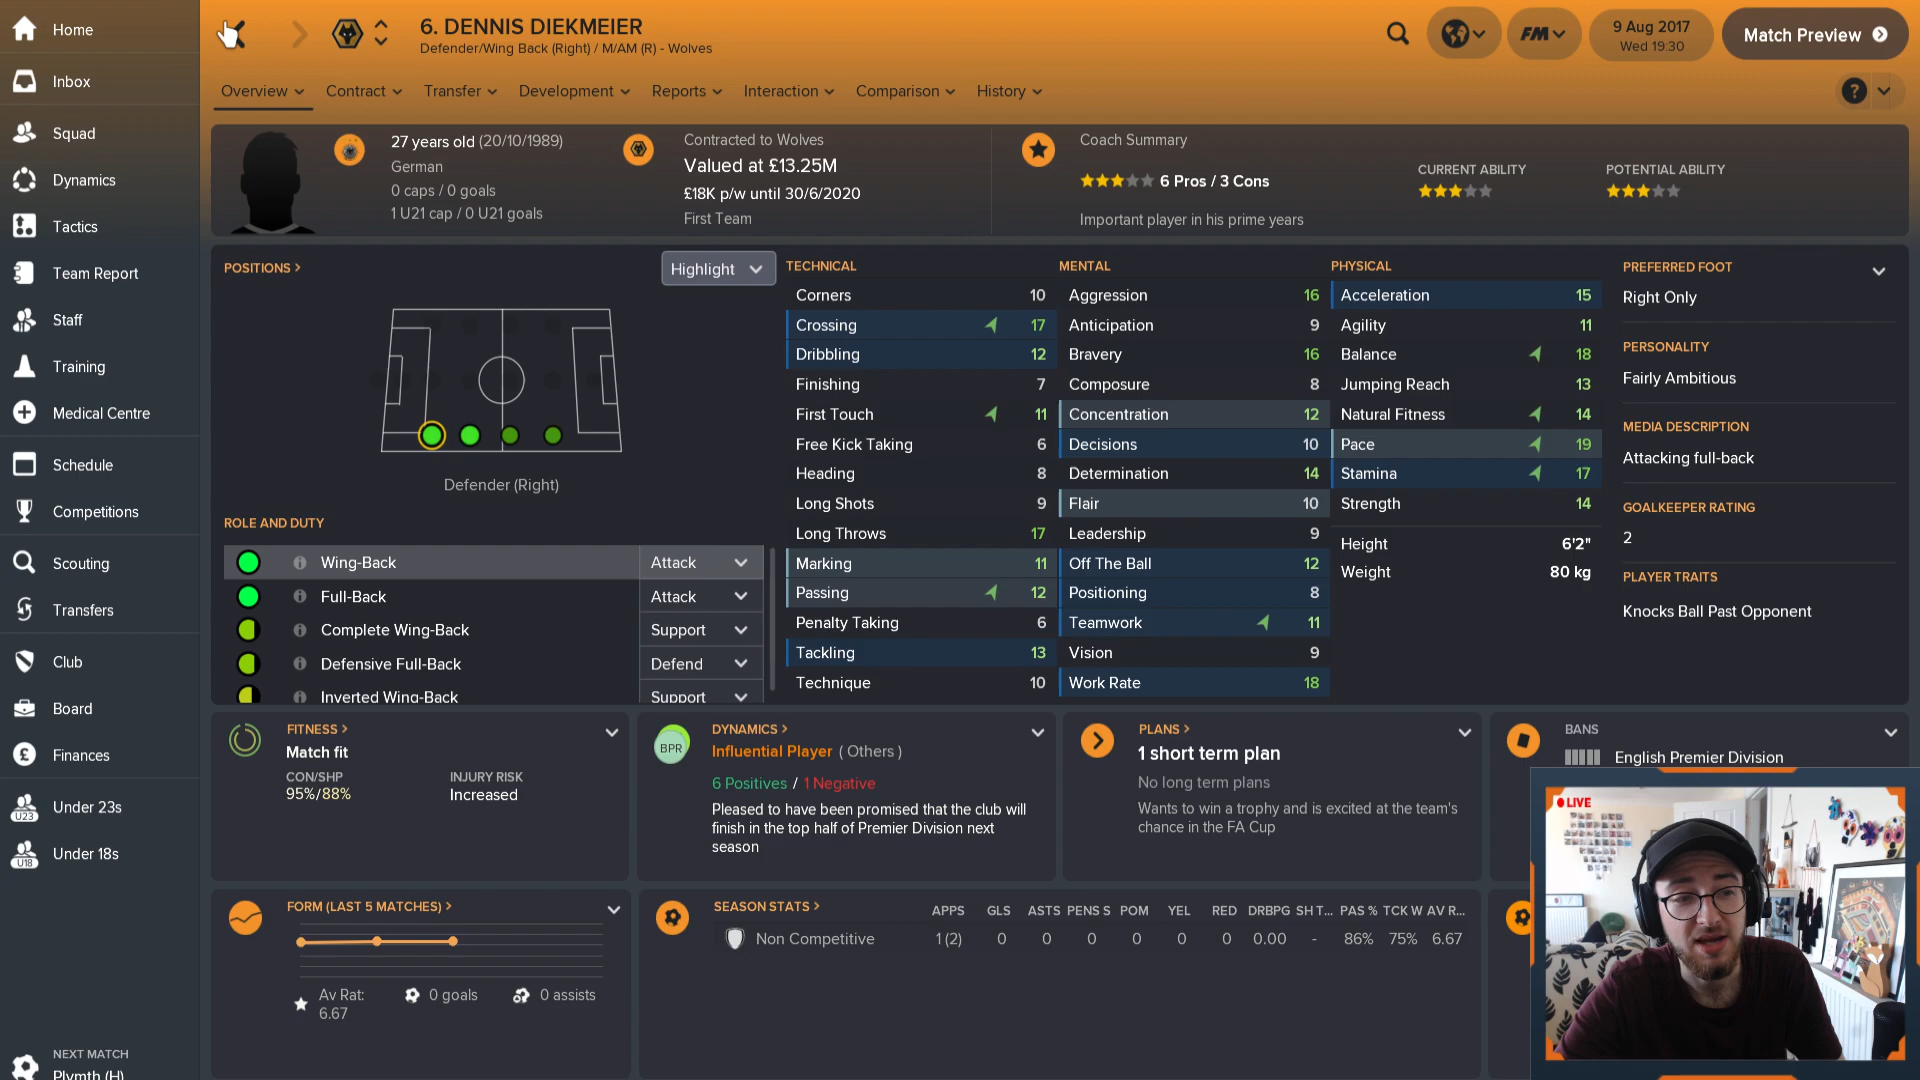 Home
Inbox
Squad
Dynamics
Tactics
Team Report
Staff
Training
Medical Centre
Schedule
Competitions
Scouting
Transfers
Club
Board
Finances
U23
Under 23s
U18
Under 18s
NEXT MATCH
Plymth (H)
6. DENNIS DIEKMEIER
Defender/Wing Back (Right) / M/AM (R) - Wolves
FM
9 Aug 2017
Wed 19:30
Match Preview
Overview Contract Transfer Development Reports Interaction Comparison History
?
27 years old (20/10/1989)
German
0 caps / 0 goals
1 U21 cap / 0 U21 goals
Contracted to Wolves
Valued at £13.25M
£18K p/w until 30/6/2020
First Team
Coach Summary
6 Pros / 3 Cons
Important player in his prime years
CURRENT ABILITY
POTENTIAL ABILITY
POSITIONS >
Highlight
Defender (Right)
ROLE AND DUTY
Wing-Back Attack
Full-Back Attack
Complete Wing-Back Support
Defensive Full-Back Defend
Inverted Wing-Back Support
TECHNICAL
Corners 10
Crossing 17
Dribbling 12
Finishing 7
First Touch 11
Free Kick Taking 6
Heading 8
Long Shots 9
Long Throws 17
Marking 11
Passing 12
Penalty Taking 6
Tackling 13
Technique 10
MENTAL
Aggression 16
Anticipation 9
Bravery 16
Composure 8
Concentration 12
Decisions 10
Determination 14
Flair 10
Leadership 9
Off The Ball 12
Positioning 8
Teamwork 11
Vision 9
Work Rate 18
PHYSICAL
Acceleration 15
Agility 11
Balance 18
Jumping Reach 13
Natural Fitness 14
Pace 19
Stamina 17
Strength 14
Height 6'2"
Weight 80 kg
PREFERRED FOOT
Right Only
PERSONALITY
Fairly Ambitious
MEDIA DESCRIPTION
Attacking full-back
GOALKEEPER RATING
2
PLAYER TRAITS
Knocks Ball Past Opponent
FITNESS >
Match fit
CON/SHP
95%/88%
INJURY RISK
Increased
BPR
DYNAMICS >
Influential Player ( Others )
6 Positives / 1 Negative
Pleased to have been promised that the club will
finish in the top half of Premier Division next
season
PLANS >
1 short term plan
No long term plans
Wants to win a trophy and is excited at the team's
chance in the FA Cup
BANS
English Premier Division
FORM (LAST 5 MATCHES) >
Av Rat:
6.67
0 goals
0 assists
SEASON STATS > APPS GLS ASTS PENS S POM YEL RED DRBPG SH T... PAS % TCK W AV R...
Non Competitive 1 (2) 0 0 0 0 0 0 0.00 - 86% 75% 6.67
LIVE